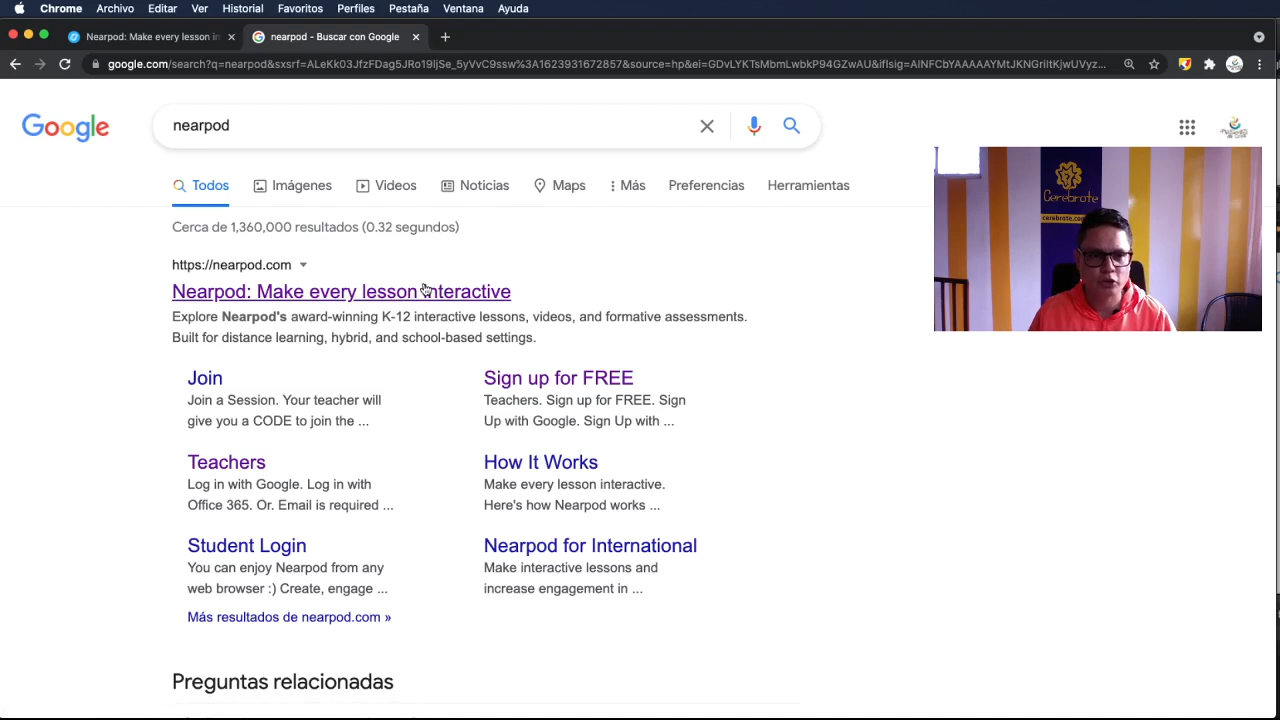 Chrome Archivo Editar Ver Historial Favoritos Perfiles Pestaña Ventana Ayuda
Nearpod: Make every lesson in
nearpod - Buscar con Google
google.com/search?q=nearpod&sxsrf=ALeKk03JfzFDag5JRo19ljSe_5yVvC9ssw%3A1623931672857&source=hp&ei=GDvLYKTsMbmLwbkP94GZwAU&iflsig=AINFCbYAAAAAYMtJKNGriItKjwUVyz...
Google
nearpod
Todos Imágenes Videos Noticias Maps Más Preferencias Herramientas
Cerca de 1,360,000 resultados (0.32 segundos)
https://nearpod.com
Nearpod: Make every lesson interactive
Explore Nearpod's award-winning K-12 interactive lessons, videos, and formative assessments.
Built for distance learning, hybrid, and school-based settings.
Join
Join a Session. Your teacher will
give you a CODE to join the ...
Sign up for FREE
Teachers. Sign up for FREE. Sign
Up with Google. Sign Up with ...
Teachers
Log in with Google. Log in with
Office 365. Or. Email is required ...
How It Works
Make every lesson interactive.
Here's how Nearpod works ...
Student Login
You can enjoy Nearpod from any
web browser :) Create, engage ...
Nearpod for International
Make interactive lessons and
increase engagement in ...
Más resultados de nearpod.com »
Preguntas relacionadas
Cerebrote
cerebrote.com